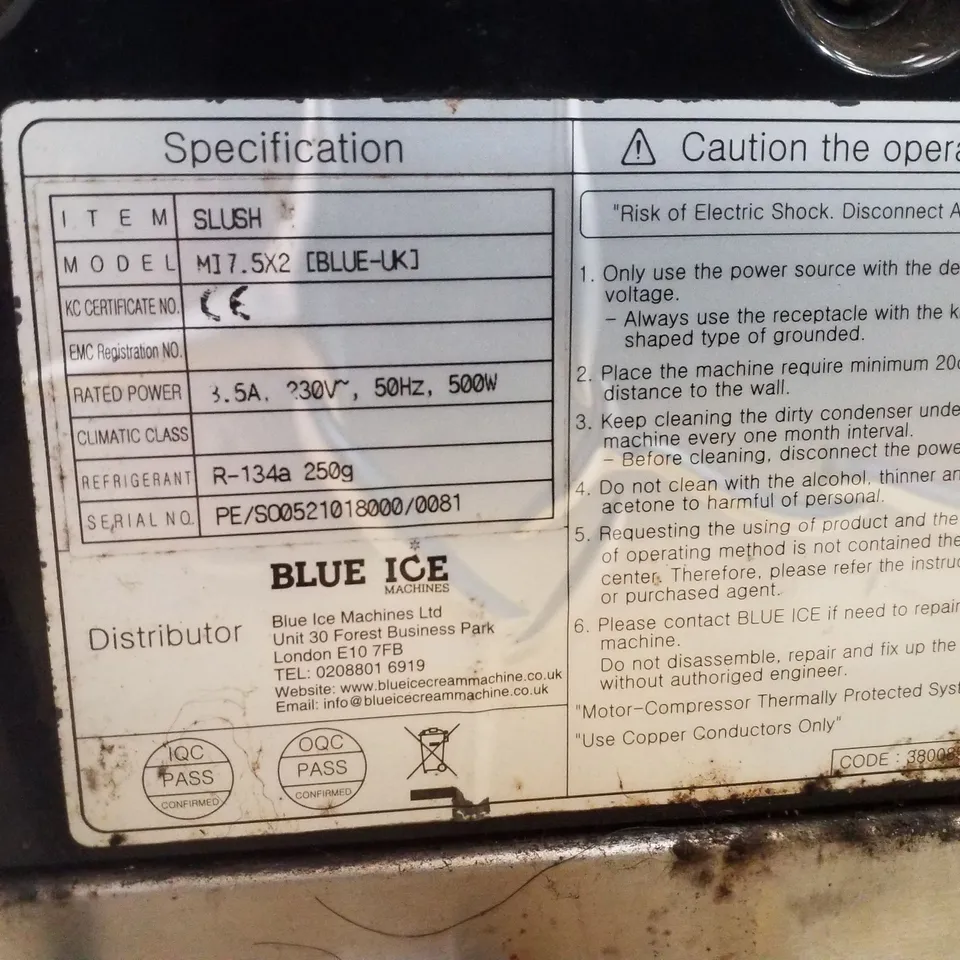 Specification
ITEM SLUSH
MODEL MI7.5X2 [BLUE-UK]
KC CERTIFICATE NO. CE
EMC Registration NO.
RATED POWER 3.5A, 230V~, 50Hz, 500W
CLIMATIC CLASS
REFRIGERANT R-134a 250g
SERIAL NO. PE/SO0521018000/0081
BLUE ICE
MACHINES
Distributor
Blue Ice Machines Ltd
Unit 30 Forest Business Park
London E10 7FB
TEL: 0208801 6919
Website: www.blueicecreammachine.co.uk
Email: info@blueicecreammachine.co.uk
IQC
PASS
CONFIRMED
OQC
PASS
CONFIRMED
⚠ Caution the opera
"Risk of Electric Shock. Disconnect A
1. Only use the power source with the de
voltage.
- Always use the receptacle with the k
shaped type of grounded.
2. Place the machine require minimum 20c
distance to the wall.
3. Keep cleaning the dirty condenser unde
machine every one month interval.
- Before cleaning, disconnect the powe
4. Do not clean with the alcohol, thinner an
acetone to harmful of personal.
5. Requesting the using of product and the
of operating method is not contained the
center. Therefore, please refer the instruc
or purchased agent.
6. Please contact BLUE ICE if need to repair
machine.
Do not disassemble, repair and fix up the
without authoriged engineer.
"Motor-Compressor Thermally Protected Syst
"Use Copper Conductors Only"
CODE : 38008